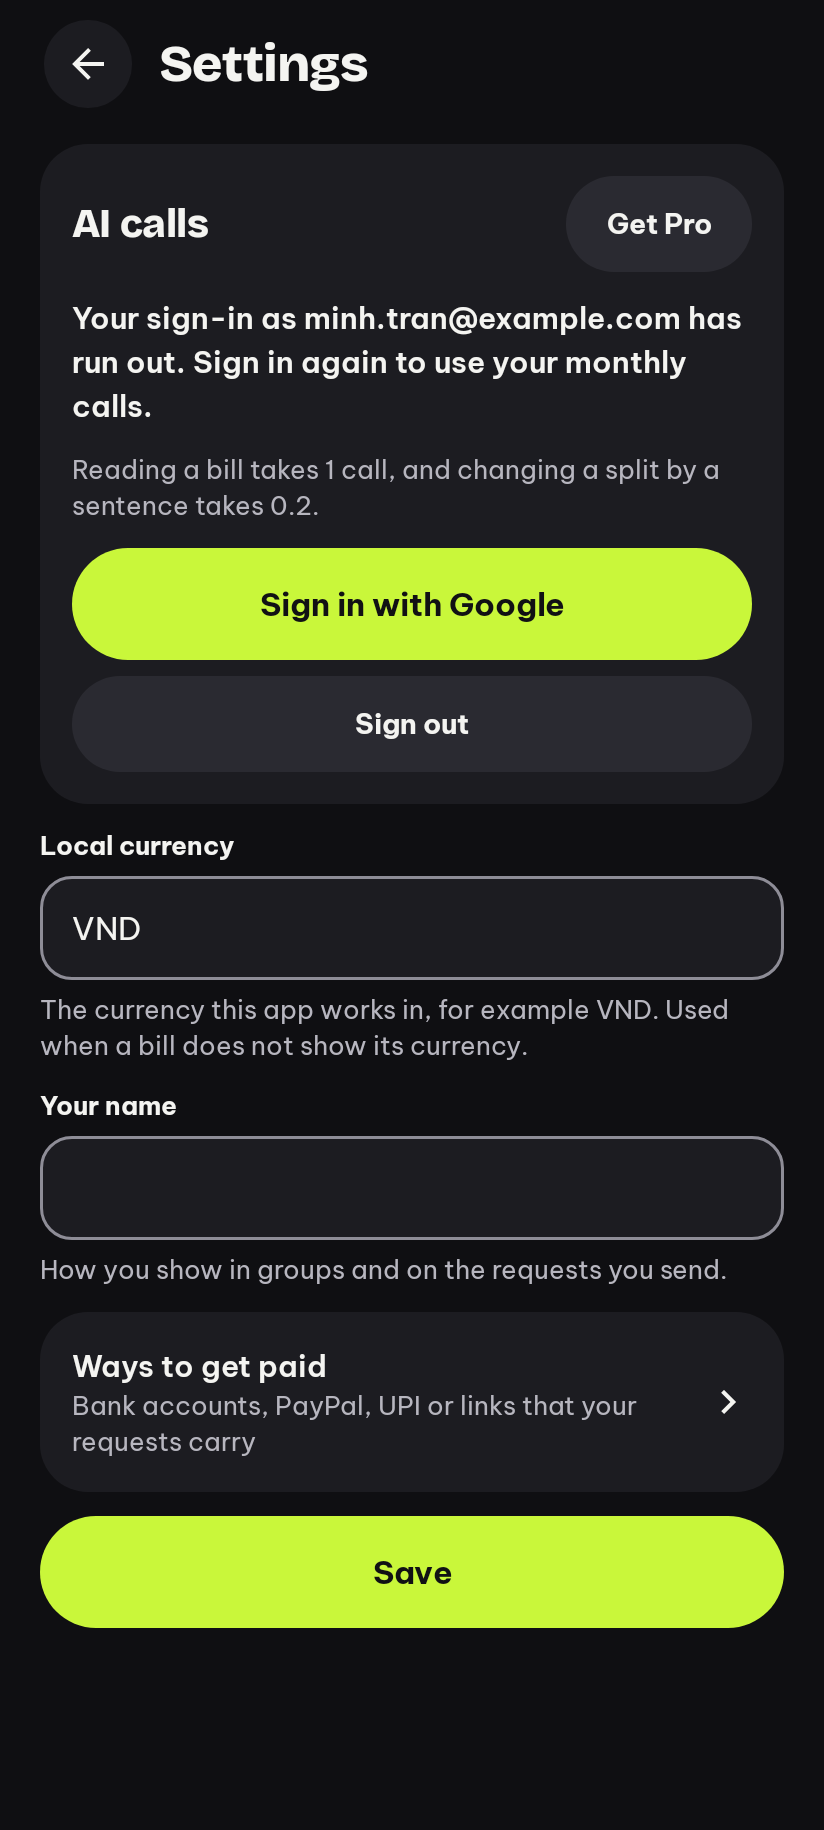 Settings
AI calls
Get Pro
Your sign-in as minh.tran@example.com has
run out. Sign in again to use your monthly
calls.
Reading a bill takes 1 call, and changing a split by a
sentence takes 0.2.
Sign in with Google
Sign out
Local currency
VND
The currency this app works in, for example VND. Used
when a bill does not show its currency.
Your name
How you show in groups and on the requests you send.
Ways to get paid
Bank accounts, PayPal, UPI or links that your
requests carry
Save